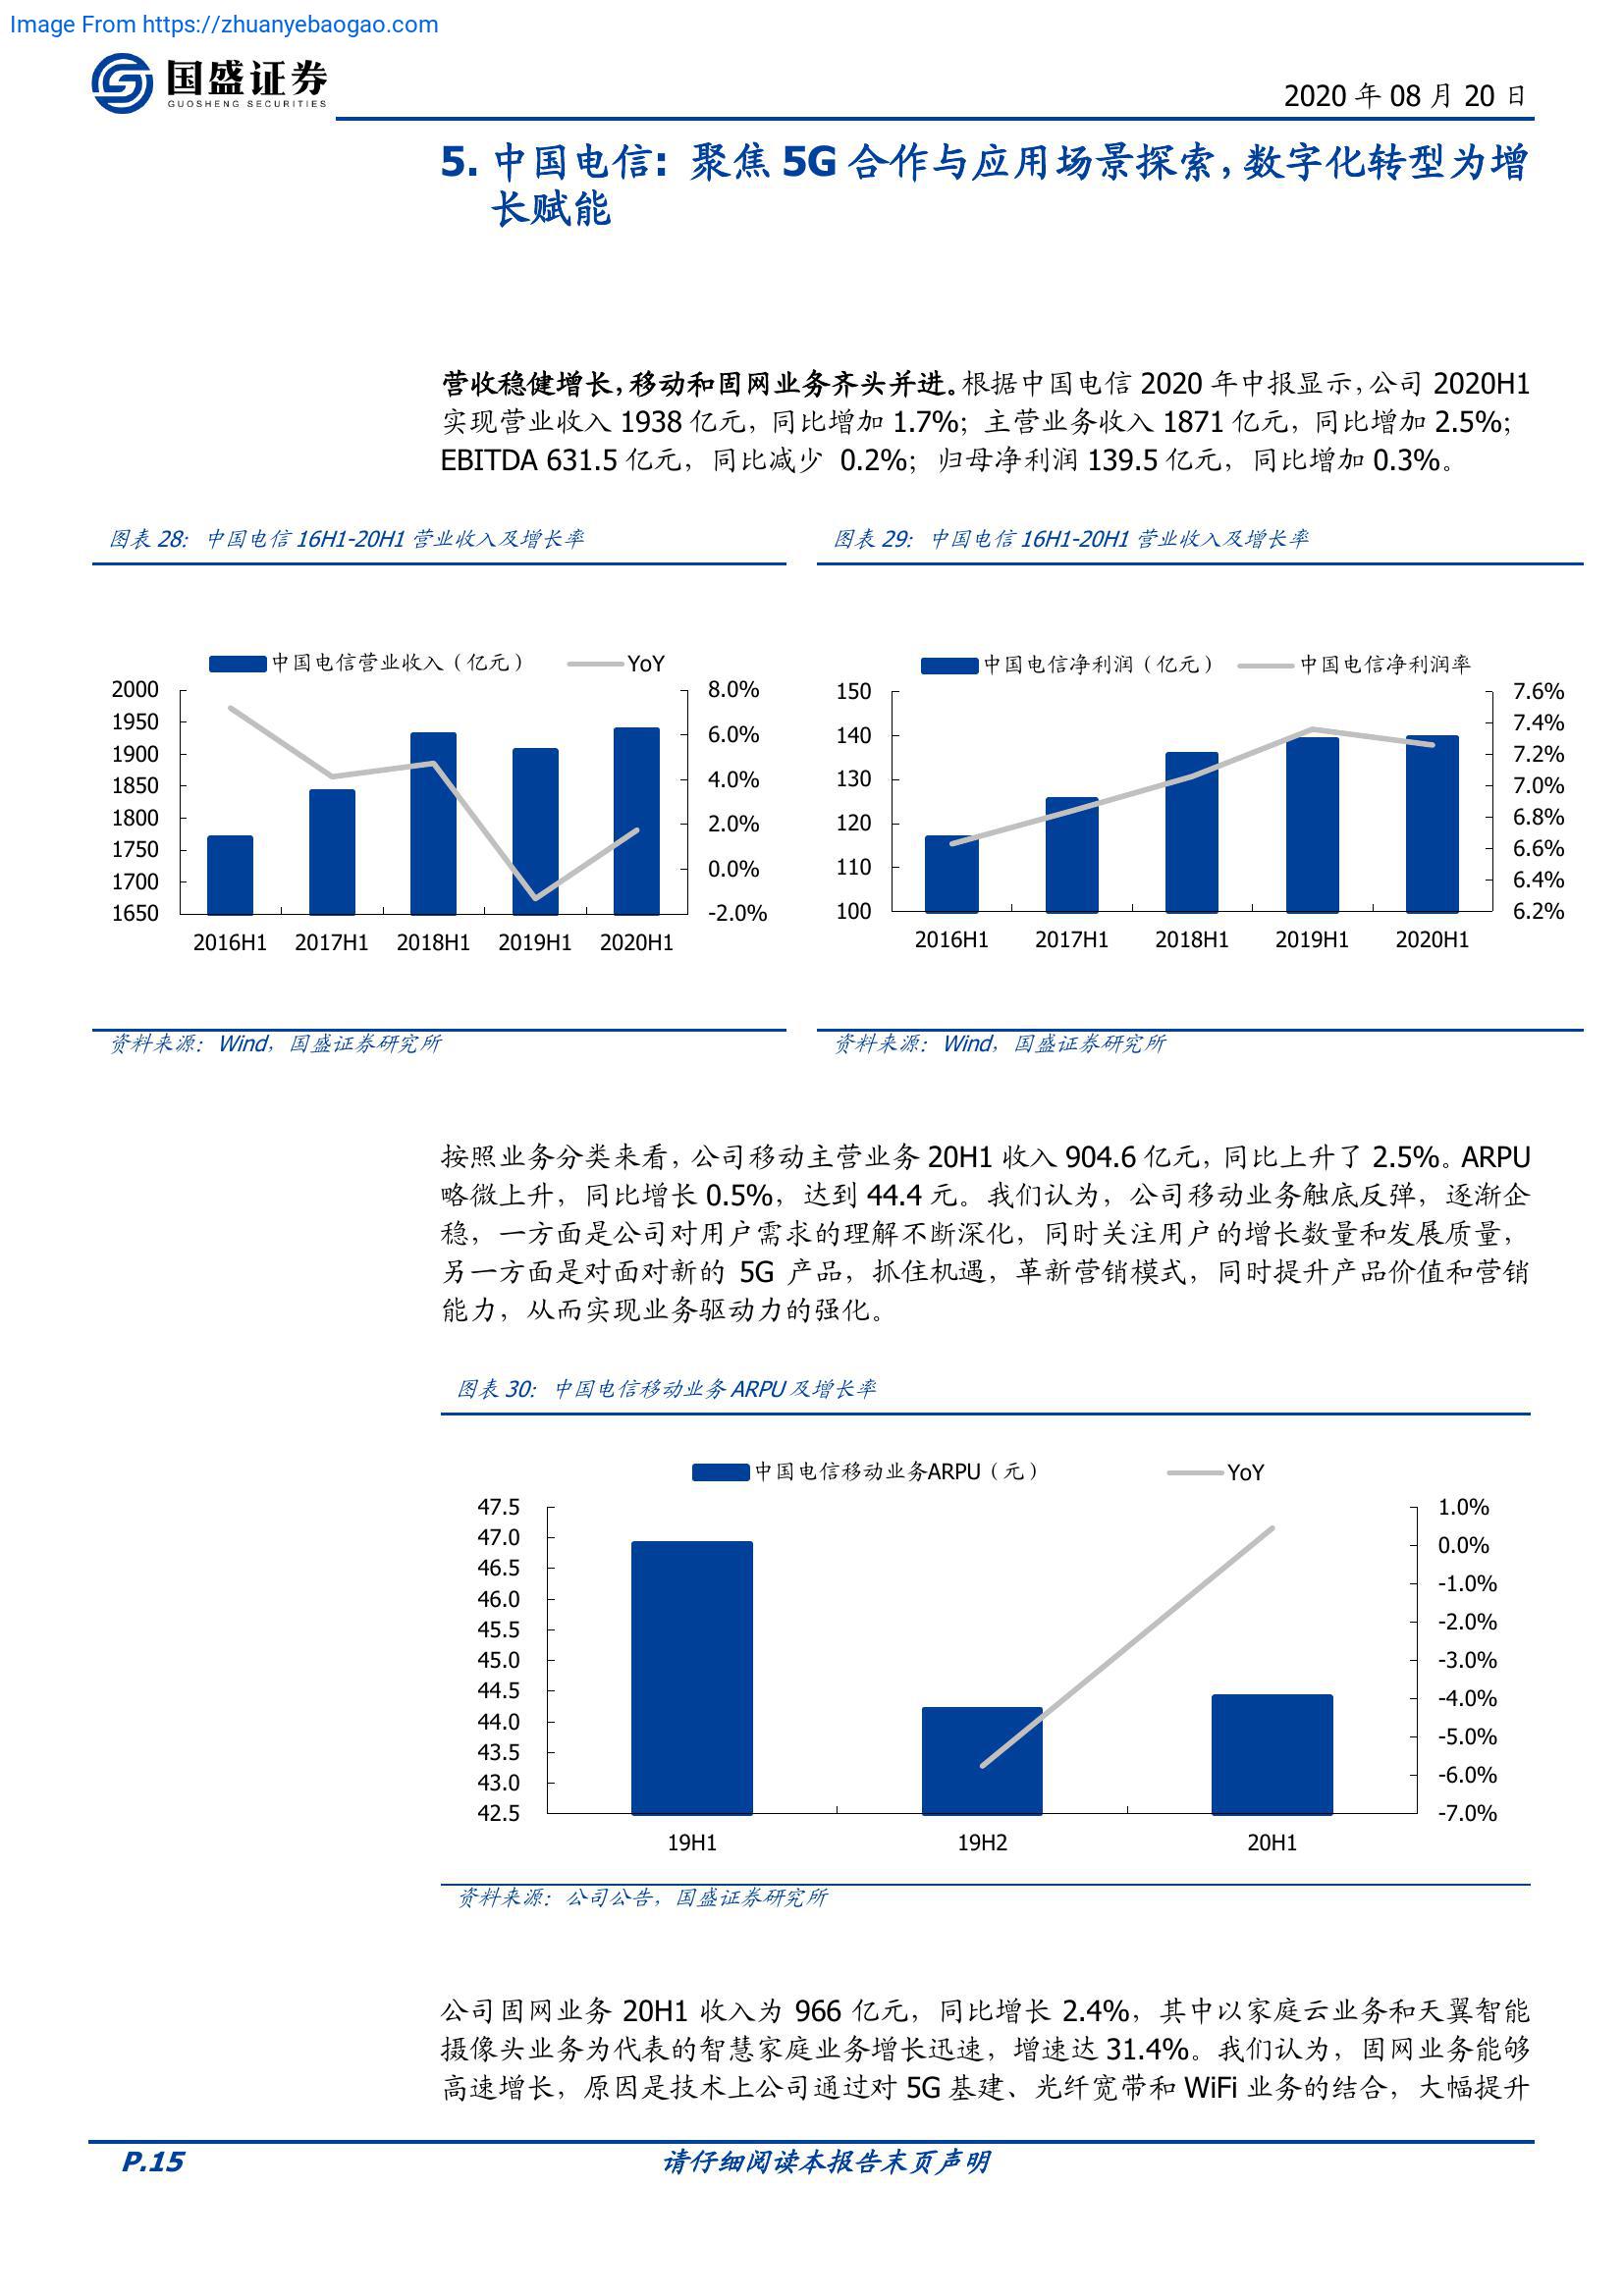 Image From https://zhuanyebaogao.com
国盛证券
GUOSHENG SECURITIES
2020 年 08 月 20 日
5. 中国电信：聚焦 5G 合作与应用场景探索，数字化转型为增
长赋能
营收稳健增长，移动和固网业务齐头并进。根据中国电信 2020 年中报显示，公司 2020H1
实现营业收入 1938 亿元，同比增加 1.7%；主营业务收入 1871 亿元，同比增加 2.5%；
EBITDA 631.5 亿元，同比减少 0.2%；归母净利润 139.5 亿元，同比增加 0.3%。
图表 28：中国电信 16H1-20H1 营业收入及增长率
中国电信营业收入（亿元） YoY
2000 8.0%
1950
1900 6.0%
1850 4.0%
1800
1750 2.0%
1700 0.0%
1650 -2.0%
2016H1 2017H1 2018H1 2019H1 2020H1
资料来源：Wind，国盛证券研究所
图表 29：中国电信 16H1-20H1 营业收入及增长率
中国电信净利润（亿元） 中国电信净利润率
150 7.6%
7.4%
140 7.2%
130 7.0%
120 6.8%
6.6%
110 6.4%
100 6.2%
2016H1 2017H1 2018H1 2019H1 2020H1
资料来源：Wind，国盛证券研究所
按照业务分类来看，公司移动主营业务 20H1 收入 904.6 亿元，同比上升了 2.5%。ARPU
略微上升，同比增长 0.5%，达到 44.4 元。我们认为，公司移动业务触底反弹，逐渐企
稳，一方面是公司对用户需求的理解不断深化，同时关注用户的增长数量和发展质量，
另一方面是对面对新的 5G 产品，抓住机遇，革新营销模式，同时提升产品价值和营销
能力，从而实现业务驱动力的强化。
图表 30：中国电信移动业务 ARPU 及增长率
中国电信移动业务ARPU（元） YoY
47.5 1.0%
47.0 0.0%
46.5 -1.0%
46.0
45.5 -2.0%
45.0 -3.0%
44.5 -4.0%
44.0 -5.0%
43.5
43.0 -6.0%
42.5 -7.0%
19H1 19H2 20H1
资料来源：公司公告，国盛证券研究所
公司固网业务 20H1 收入为 966 亿元，同比增长 2.4%，其中以家庭云业务和天翼智能
摄像头业务为代表的智慧家庭业务增长迅速，增速达 31.4%。我们认为，固网业务能够
高速增长，原因是技术上公司通过对 5G 基建、光纤宽带和 WiFi 业务的结合，大幅提升
P.15 请仔细阅读本报告末页声明